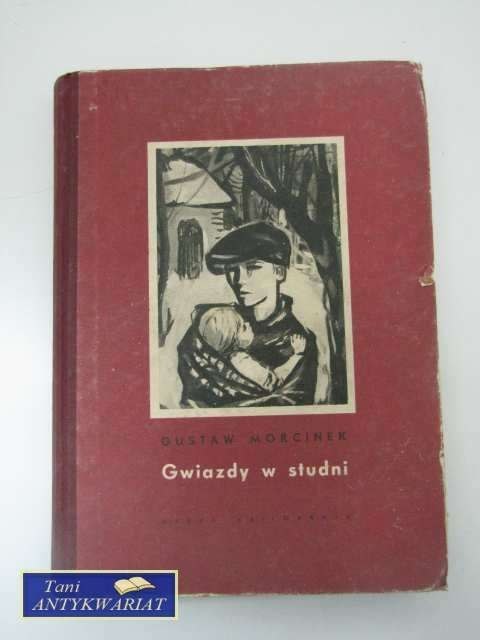 GUSTAW MORCINEK
Gwiazdy w studni
Tani
ANTYKWARIAT